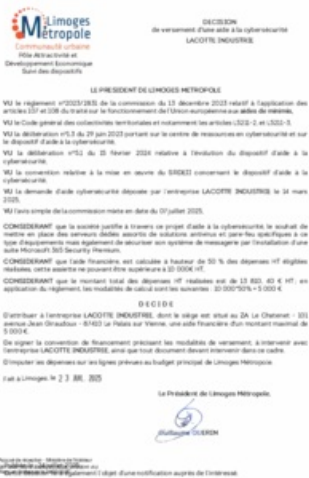 Limoges
Métropole
Communauté urbaine
Pôle Attractivité et
Développement Economique
Suivi des dispositifs
DECISION
de versement d'une aide à la cybersécurité
LACOTTE INDUSTRIE
LE PRESIDENT DE LIMOGES METROPOLE
VU le règlement n°2023/2831 de la commission du 13 décembre 2023 relatif à l'application des articles 107 et 108 du traité sur le fonctionnement de l'Union européenne aux aides de minimis,
VU le Code général des collectivités territoriales et notamment les articles L5211-2, et L5211-3.
VU la délibération n°5.3 du 29 juin 2023 portant sur le centre de ressources en cybersécurité et sur le dispositif d'aide à la cybersécurité.
VU la délibération n°5.1 du 15 février 2024 relative à l'évolution du dispositif d'aide à la cybersécurité.
VU la convention relative à la mise en œuvre du SRDEII concernant le dispositif d'aide à la cybersécurité.
VU la demande d'aide cybersécurité déposée par l'entreprise LACOTTE INDUSTRIE le 14 mars 2025.
VU l'avis simple de la commission mixte en date du 07 juillet 2025.
CONSIDERANT que la société justifie à travers ce projet d'aide à la cybersécurité, le souhait de mettre en place des serveurs dédiés assortis de solutions antivirus et pare-feu spécifiques à ce type d'équipements mais également de sécuriser son système de messagerie par l'installation d'une suite Microsoft 365 Security Premium.
CONSIDERANT que l'aide financière, est calculée à hauteur de 50 % des dépenses HT éligibles réalisées, cette assiette ne pouvant être supérieure à 10 000€ HT.
CONSIDERANT que le montant total des dépenses HT réalisées est de 13 810, 40 € HT; en application du règlement, les modalités de calcul sont les suivantes : 10 000*50% = 5 000 €
D E C I D E
D'attribuer à l'entreprise LACOTTE INDUSTRIE, dont le siège est situé au ZA Le Chatenet - 101 avenue Jean Giraudoux - 87410 Le Palais sur Vienne, une aide financière d'un montant maximal de 5 000 €.
De signer la convention de financement précisant les modalités de versement, à intervenir avec l'entreprise LACOTTE INDUSTRIE, ainsi que tout document devant intervenir dans ce cadre.
D'imputer les dépenses sur les lignes prévues au budget principal de Limoges Métropole.
Fait à Limoges, le 23 JUIL. 2025
Le Président de Limoges Métropole,
Guillaume GUERIN
l'objet d'une notification auprès de l'intéressé.